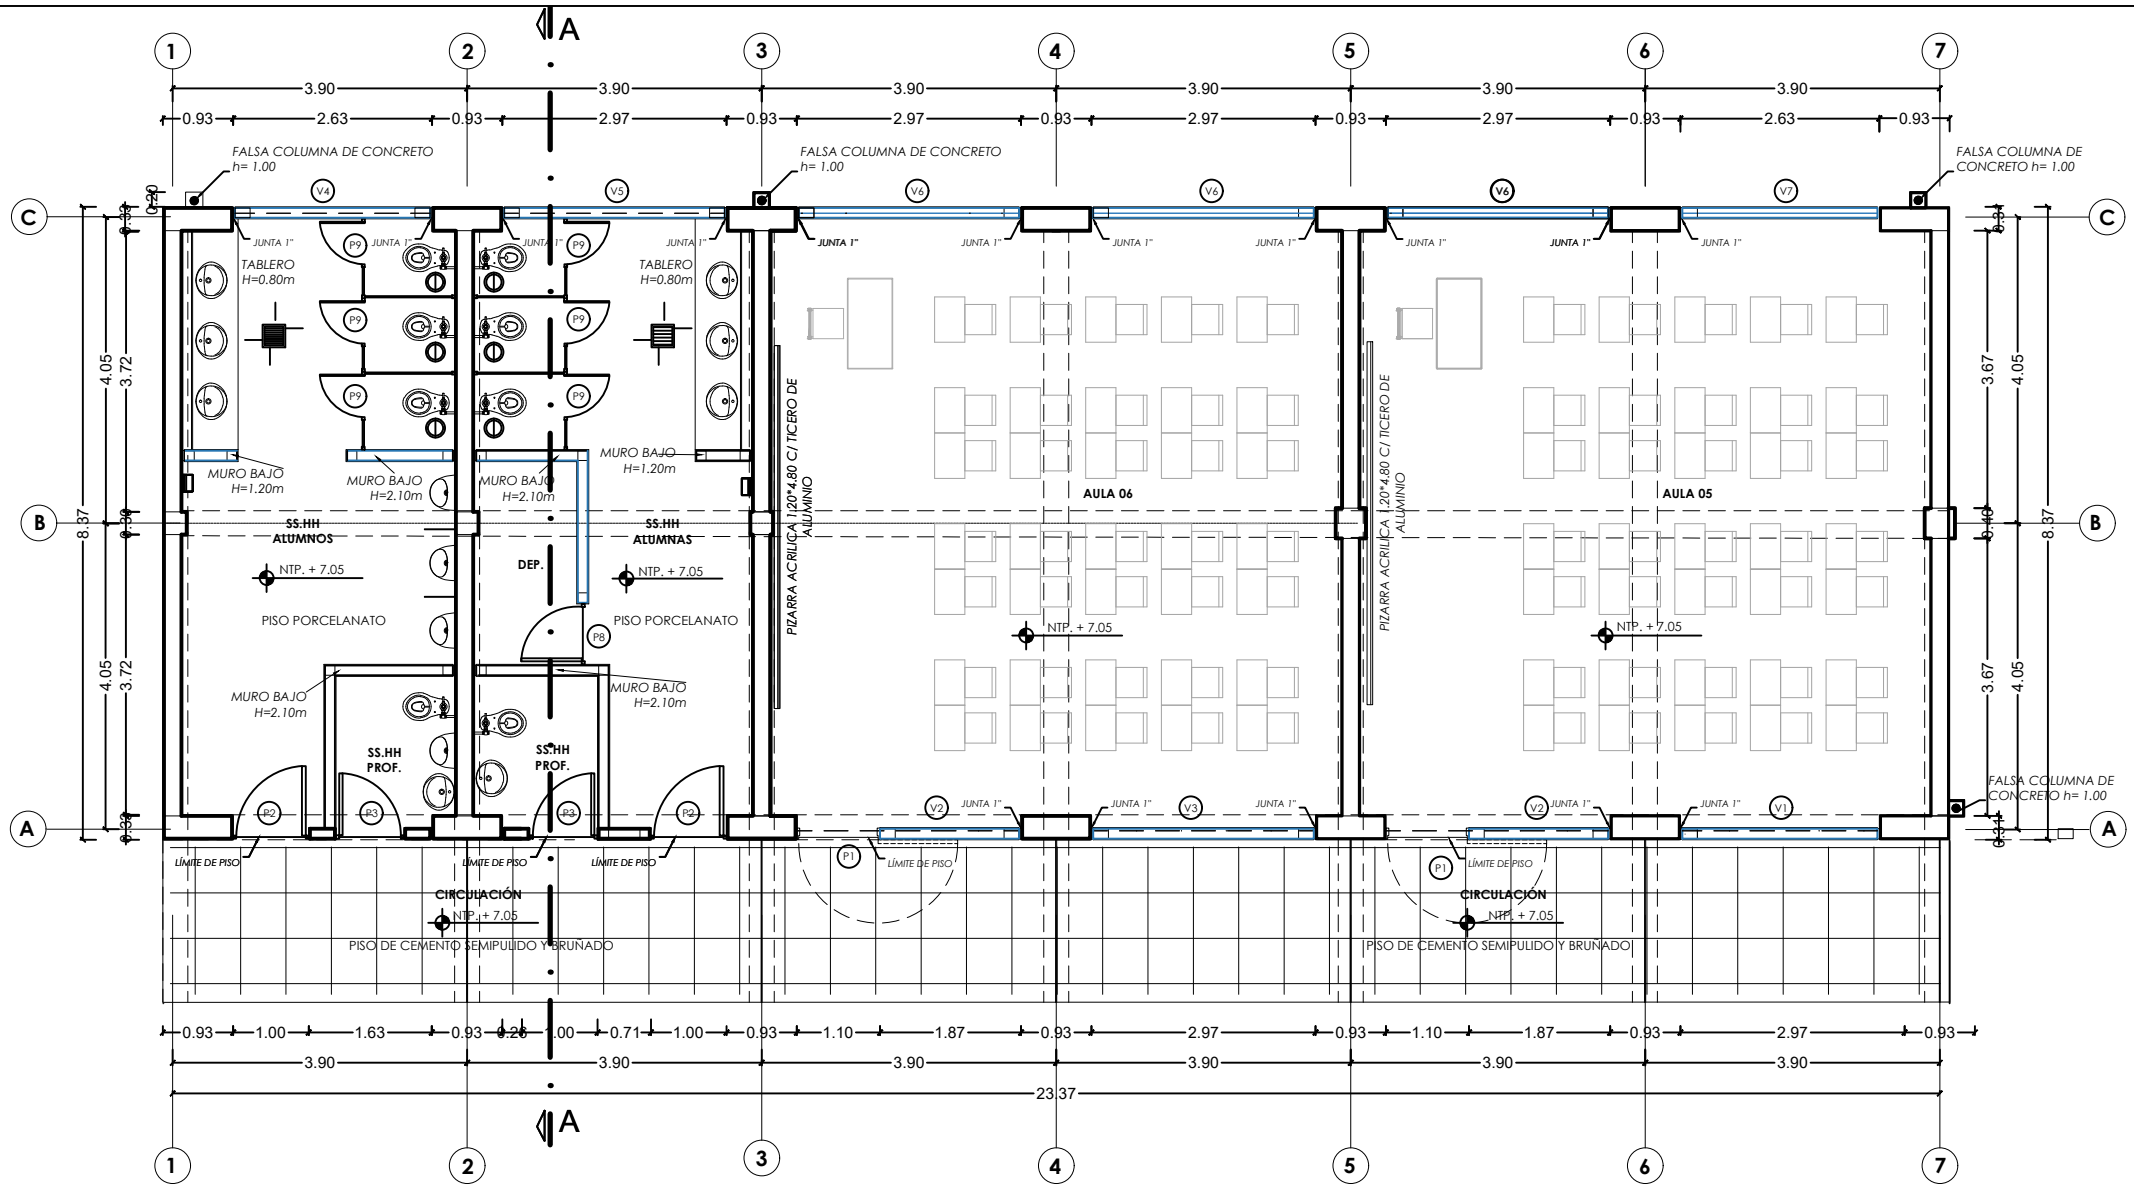 A
1 2 3 4 5 6 7
3.90 3.90 3.90 3.90 3.90 3.90
0.93 2.63 0.93 2.97 0.93 2.97 0.93 2.97 0.93 2.97 0.93 2.63 0.93
FALSA COLUMNA DE CONCRETO
h= 1.00
FALSA COLUMNA DE CONCRETO
h= 1.00
FALSA COLUMNA DE
CONCRETO h= 1.00
0.20
V4 V5 V6 V6 V6 V7
C C
0.33
0.31
JUNTA 1" JUNTA 1" JUNTA 1" JUNTA 1" JUNTA 1" JUNTA 1" JUNTA 1" JUNTA 1" JUNTA 1" JUNTA 1" JUNTA 1"
P9 P9
TABLERO
H=0.80m
TABLERO
H=0.80m
P9 P9
P9 P9
4.05
3.72
3.67
4.05
PIZARRA ACRILICA 1.20*4.80 C/ TICERO DE
ALUMINIO
PIZARRA ACRILICA 1.20*4.80 C/ TICERO DE
ALUMINIO
MURO BAJO
H=1.20m
MURO BAJO
H=2.10m
MURO BAJO
H=2.10m
MURO BAJO
H=1.20m
AULA 06
AULA 05
B B
8.37
0.30
0.40
8.37
SS.HH
ALUMNOS
SS.HH
ALUMNAS
DEP.
NTP. + 7.05
NTP. + 7.05
PISO PORCELANATO
PISO PORCELANATO
P8
NTP. + 7.05
NTP. + 7.05
4.05
3.72
3.67
4.05
MURO BAJO
H=2.10m
MURO BAJO
H=2.10m
SS.HH
PROF.
SS.HH
PROF.
FALSA COLUMNA DE
CONCRETO h= 1.00
P2 P3 P3 P2
V2 JUNTA 1" JUNTA 1" V3 JUNTA 1" V2 JUNTA 1" JUNTA 1" V1
A A
0.33
0.31
LÍMITE DE PISO LÍMITE DE PISO LÍMITE DE PISO P1 LÍMITE DE PISO P1 LÍMITE DE PISO
CIRCULACIÓN
NTP. + 7.05
PISO DE CEMENTO SEMIPULIDO Y BRUÑADO
CIRCULACIÓN
NTP. + 7.05
PISO DE CEMENTO SEMIPULIDO Y BRUÑADO
0.93 1.00 1.63 0.93 0.28 1.00 0.71 1.00 0.93 1.10 1.87 0.93 2.97 0.93 1.10 1.87 0.93 2.97 0.93
3.90 3.90 3.90 3.90 3.90 3.90
23.37
A
1 2 3 4 5 6 7